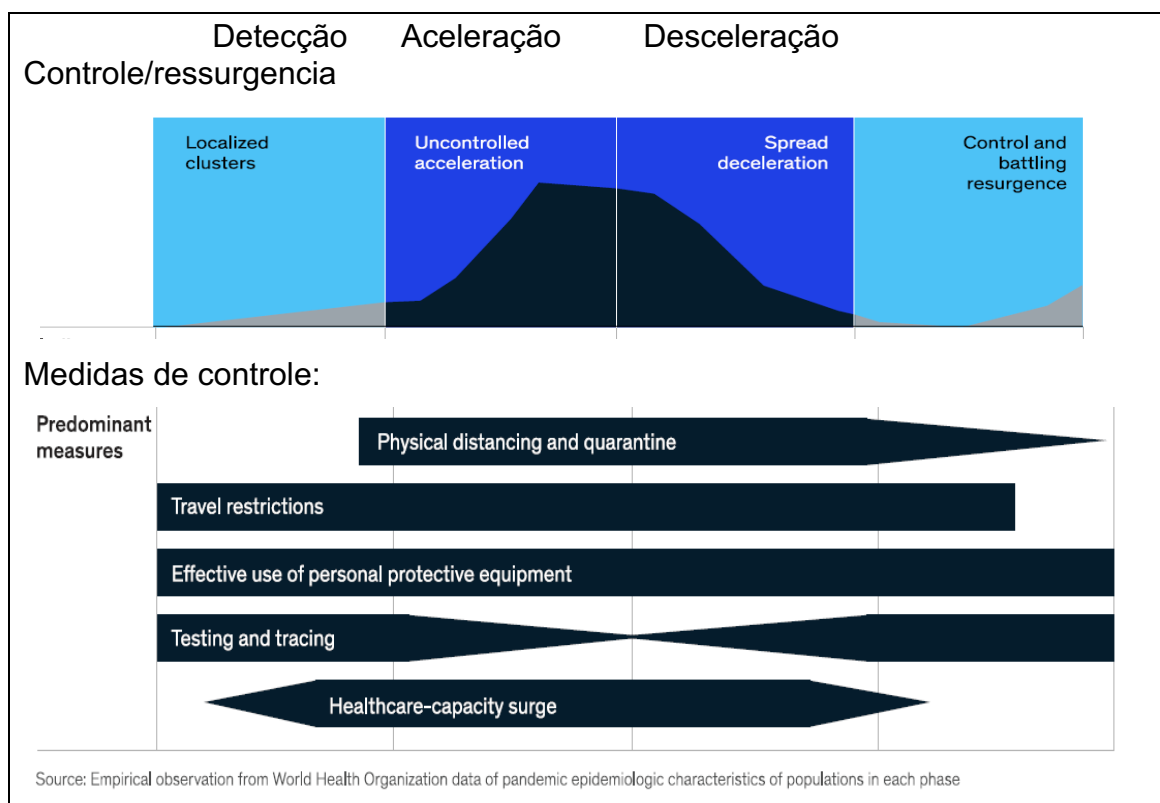 Detecção Aceleração Desceleração
Controle/ressurgencia
Localized
clusters
Uncontrolled
acceleration
Spread
deceleration
Control and
battling
resurgence
Medidas de controle:
Predominant
measures
Physical distancing and quarantine
Travel restrictions
Effective use of personal protective equipment
Testing and tracing
Healthcare-capacity surge
Source: Empirical observation from World Health Organization data of pandemic epidemiologic characteristics of populations in each phase